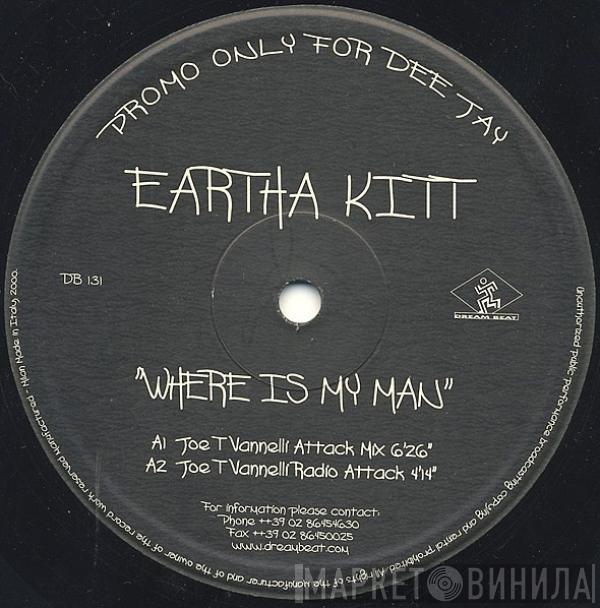 PROMO ONLY FOR DEE JAY
EARTHA KITT
DB 131
DREAM BEAT
"WHERE IS MY MAN"
A1 Joe T Vannelli Attack Mix 6'26"
A2 Joe T Vannelli Radio Attack 4'14"
For information please contact:
Phone ++39 02 86454630
Fax ++39 02 86450025
www.dreambeat.com
Unauthorized public performance broadcasting copying and rental prohibited. All rights of the manufacturer and of the owner of the record work reserved Manufactured - Milan Made in Italy, 2000.
МАРКЕТ ВИНИЛА